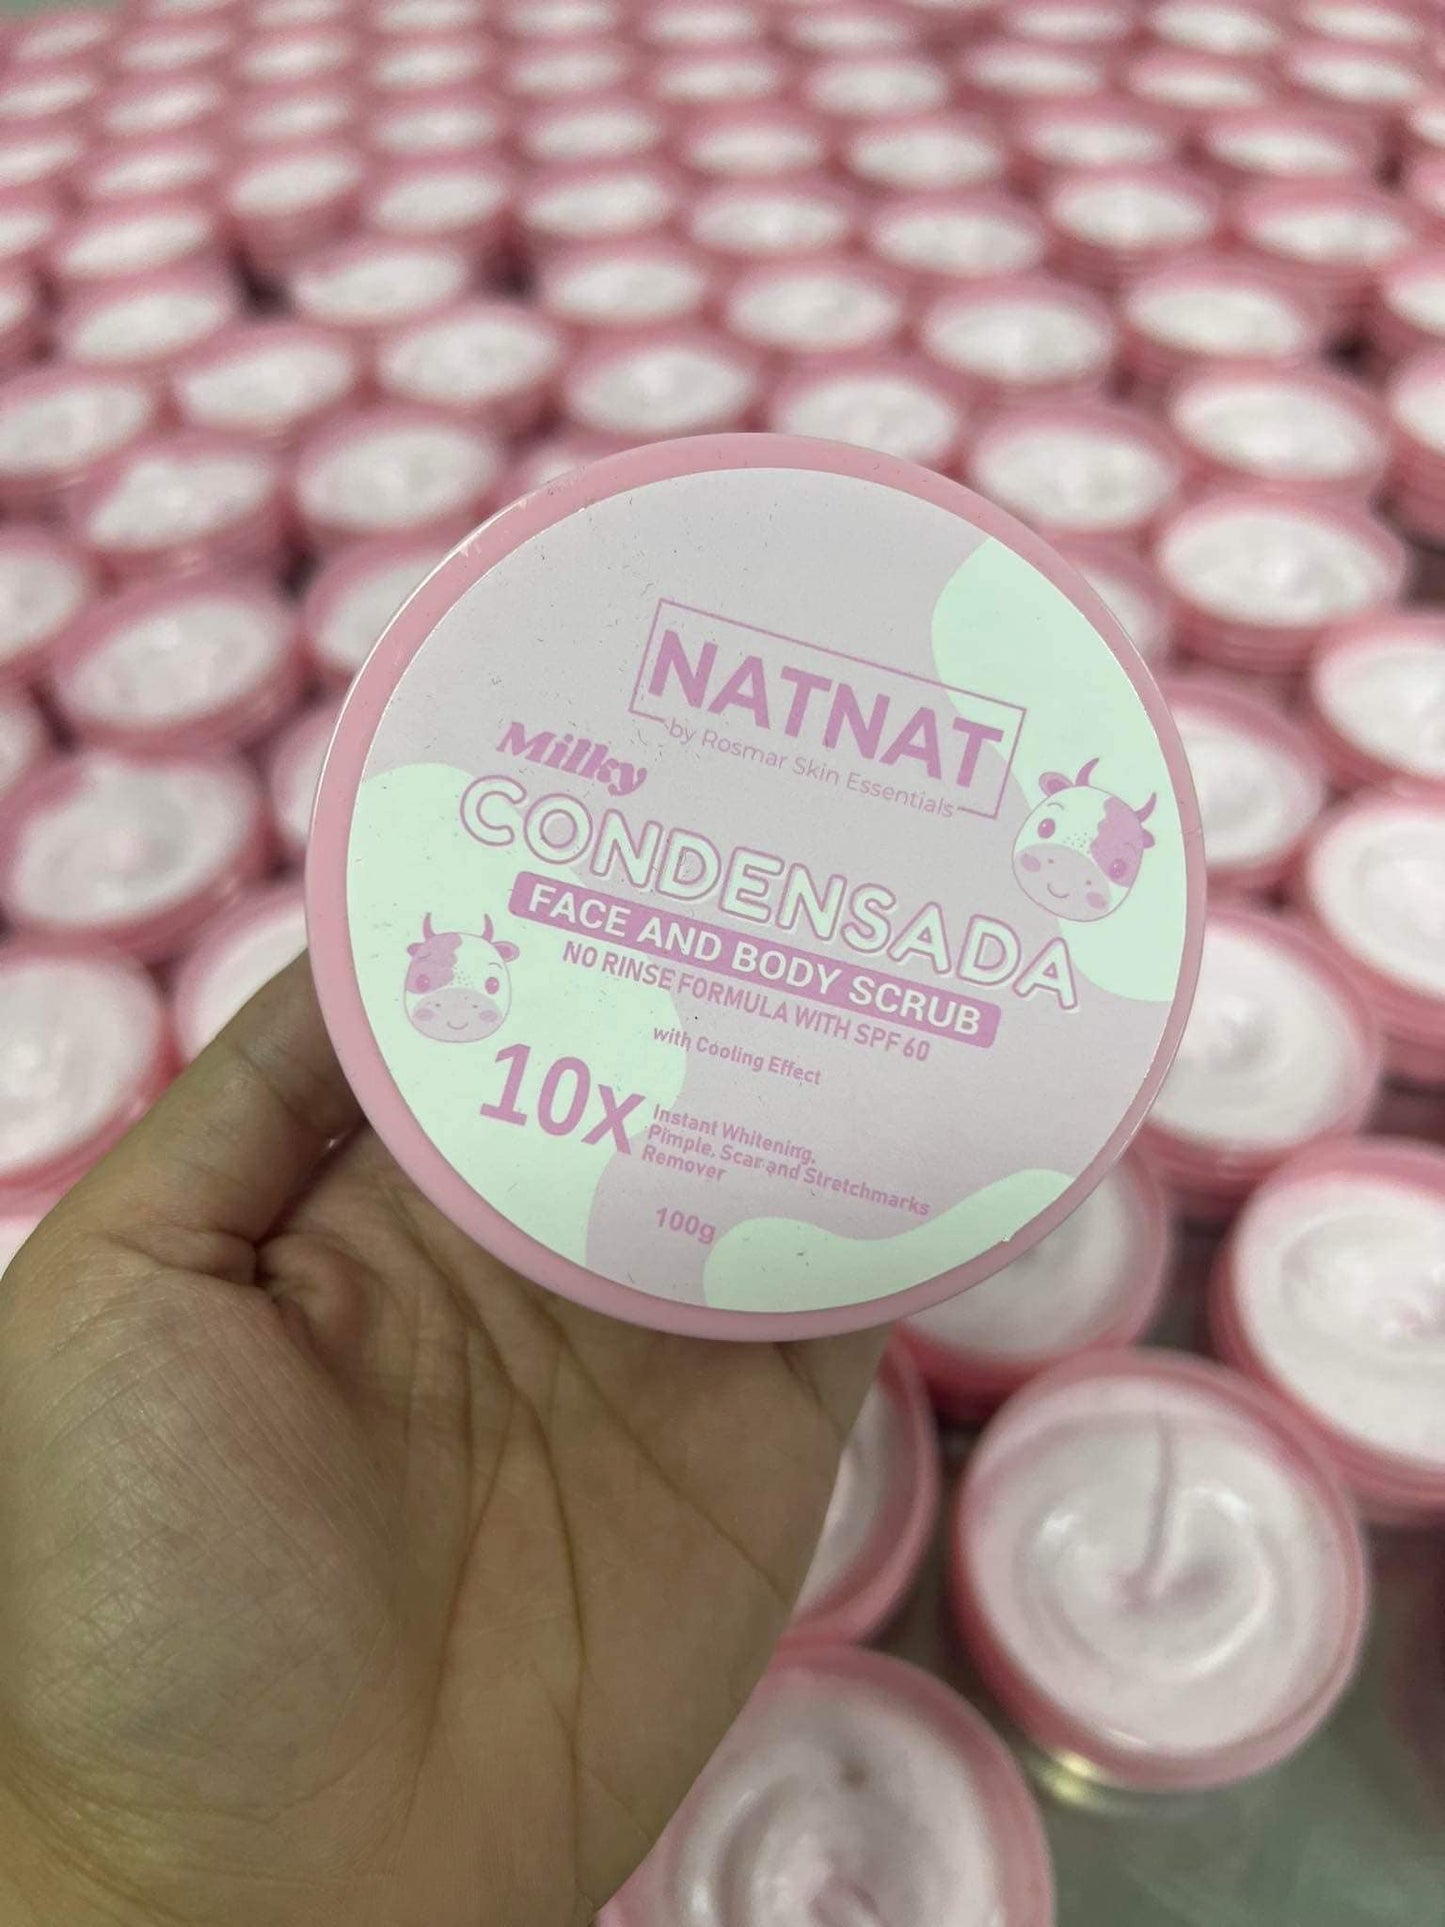 NATNAT
by Rosmar Skin Essentials
Milky
CONDENSADA
FACE AND BODY SCRUB
NO RINSE FORMULA WITH SPF 60
with Cooling Effect
10x
Instant Whitening,
Pimple, Scar and Stretchmarks
Remover
100g